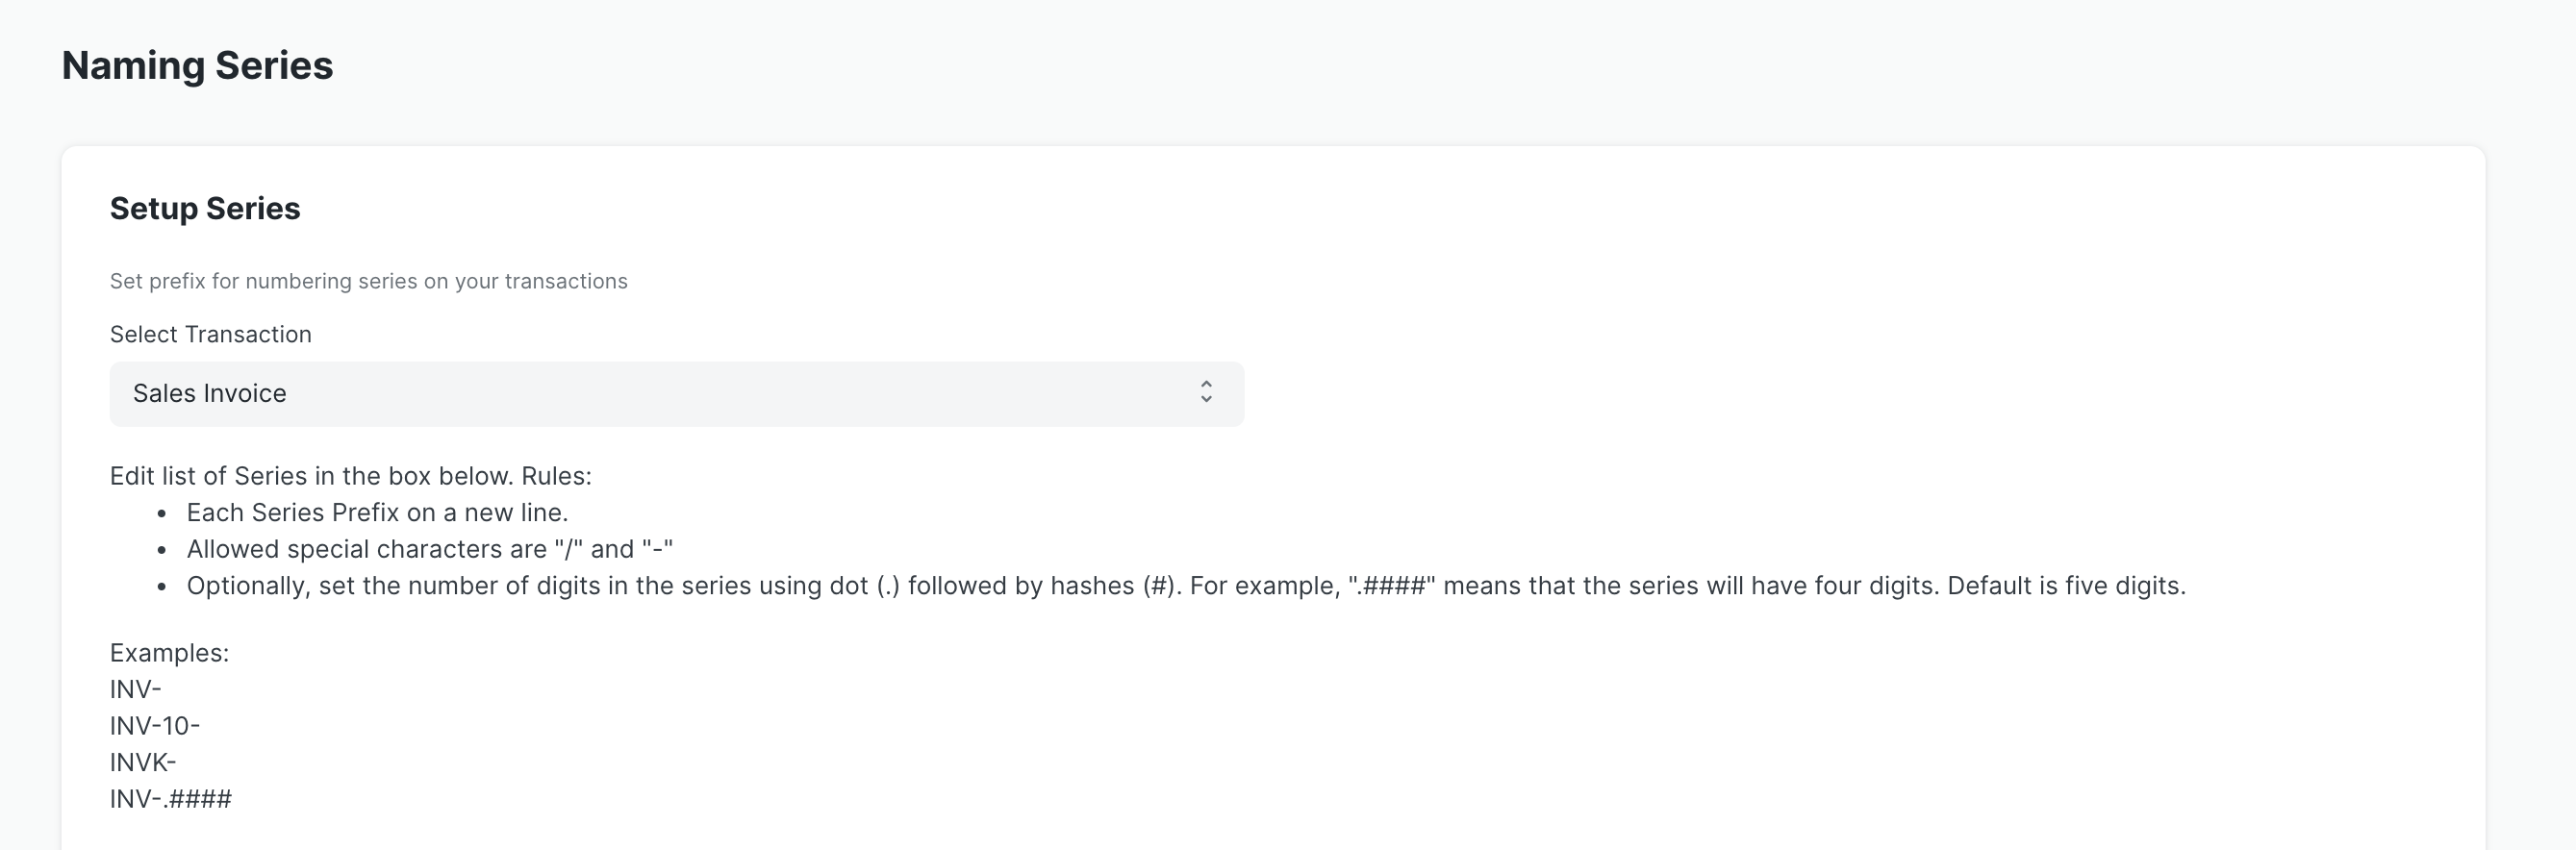 Naming Series
Setup Series
Set prefix for numbering series on your transactions
Select Transaction
Sales Invoice
Edit list of Series in the box below. Rules:
• Each Series Prefix on a new line.
• Allowed special characters are "/" and "-"
• Optionally, set the number of digits in the series using dot (.) followed by hashes (#). For example, ".####" means that the series will have four digits. Default is five digits.
Examples:
INV-
INV-10-
INVK-
INV-.####